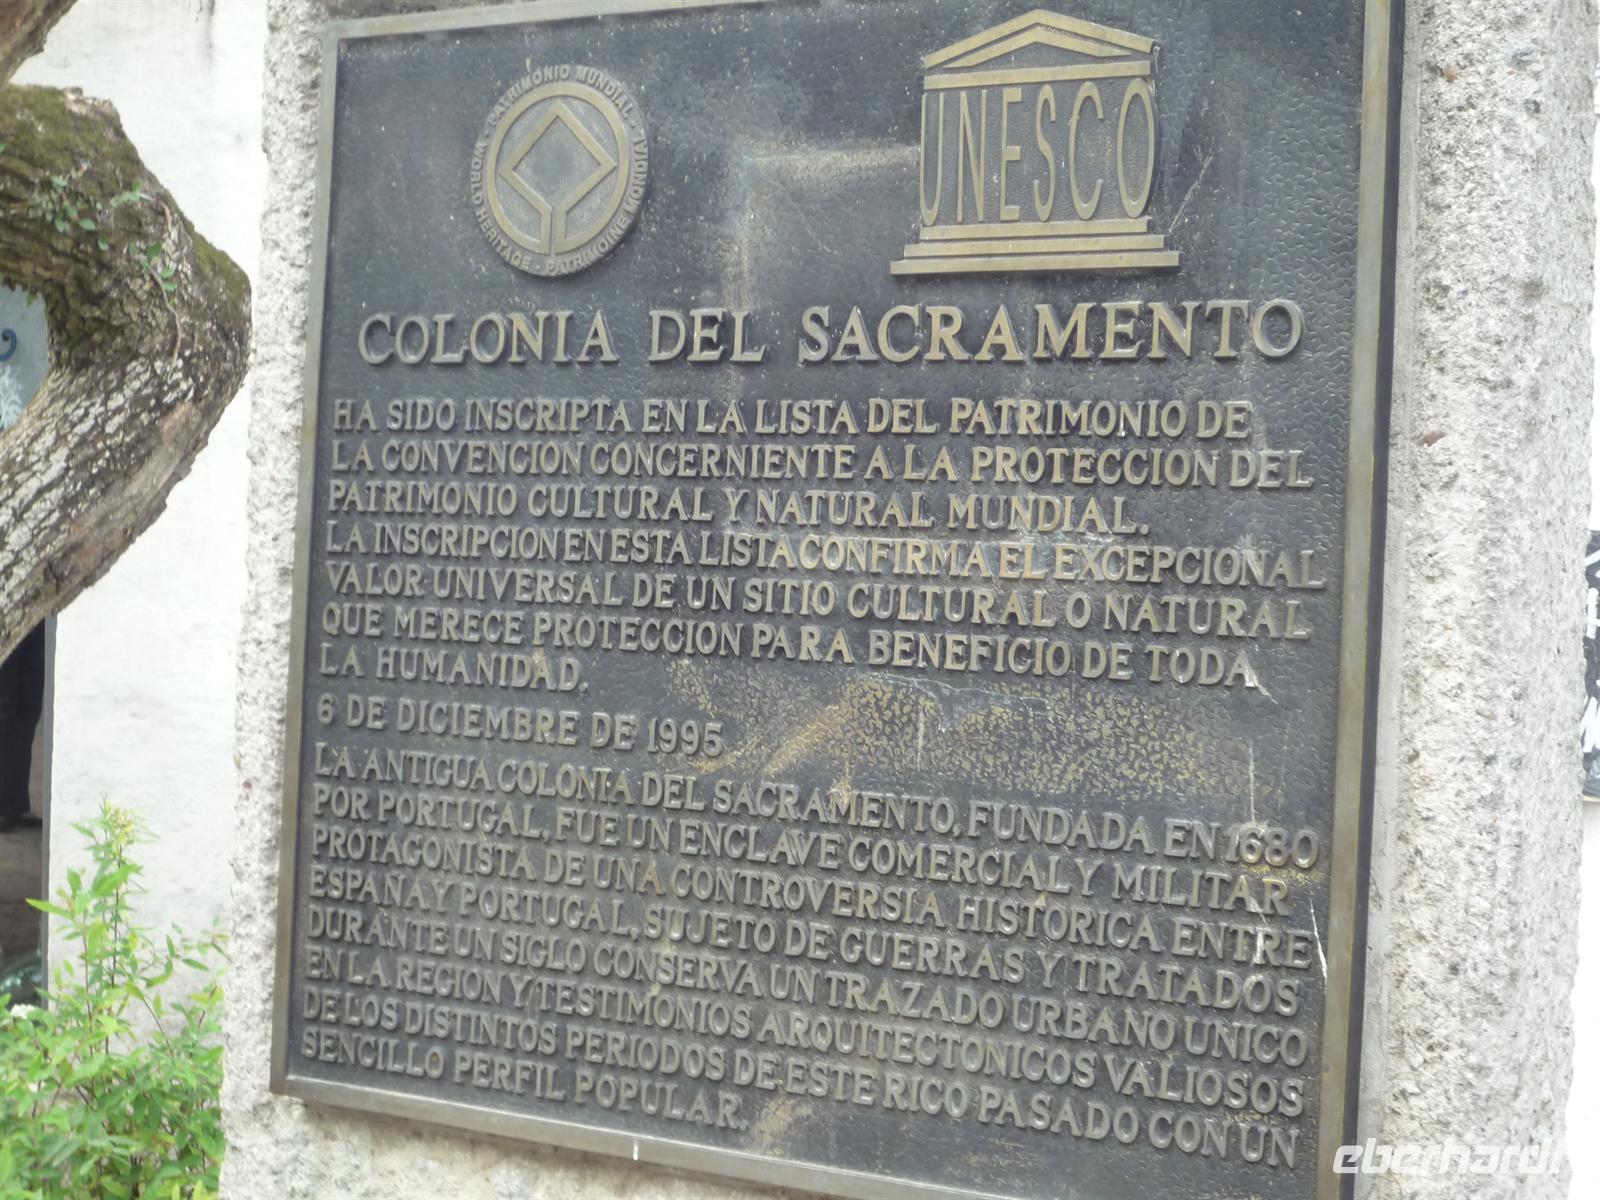 WORLD HERITAGE - PATRIMONIO MUNDIAL - PATRIMOINE MONDIAL
UNESCO
COLONIA DEL SACRAMENTO
HA SIDO INSCRIPTA EN LA LISTA DEL PATRIMONIO DE
LA CONVENCION CONCERNIENTE A LA PROTECCION DEL
PATRIMONIO CULTURAL Y NATURAL MUNDIAL.
LA INSCRIPCION EN ESTA LISTA CONFIRMA EL EXCEPCIONAL
VALOR UNIVERSAL DE UN SITIO CULTURAL O NATURAL
QUE MERECE PROTECCION PARA BENEFICIO DE TODA
LA HUMANIDAD.
6 DE DICIEMBRE DE 1995
LA ANTIGUA COLONIA DEL SACRAMENTO, FUNDADA EN 1680
POR PORTUGAL, FUE UN ENCLAVE COMERCIAL Y MILITAR
PROTAGONISTA DE UNA CONTROVERSIA HISTORICA ENTRE
ESPANA Y PORTUGAL, SUJETO DE GUERRAS Y TRATADOS
DURANTE UN SIGLO CONSERVA UN TRAZADO URBANO UNICO
EN LA REGION Y TESTIMONIOS ARQUITECTONICOS VALIOSOS
DE LOS DISTINTOS PERIODOS DE ESTE RICO PASADO CON UN
SENCILLO PERFIL POPULAR.